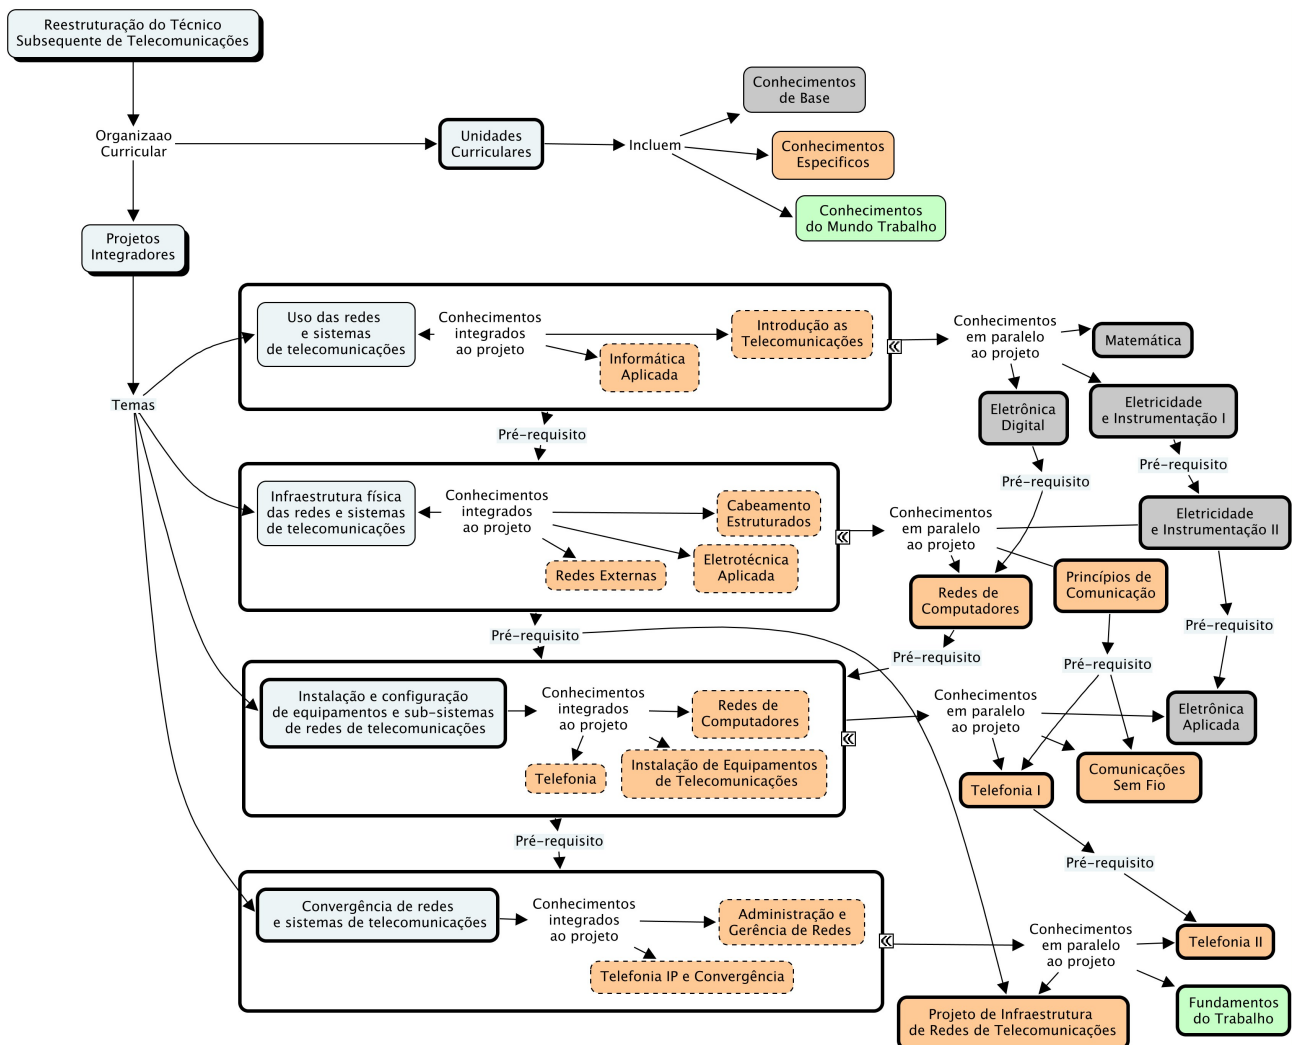 Reestruturação do Técnico
Subsequente de Telecomunicações
Organizaao
Curricular
Unidades
Curriculares
Incluem
Conhecimentos
de Base
Conhecimentos
Especificos
Conhecimentos
do Mundo Trabalho
Projetos
Integradores
Temas
Uso das redes
e sistemas
de telecomunicações
Conhecimentos
integrados
ao projeto
Introdução as
Telecomunicações
Informática
Aplicada
Conhecimentos
em paralelo
ao projeto
Matemática
Eletrônica
Digital
Eletricidade
e Instrumentação I
Pré-requisito
Pré-requisito
Pré-requisito
Infraestrutura física
das redes e sistemas
de telecomunicações
Conhecimentos
integrados
ao projeto
Cabeamento
Estruturados
Eletrotécnica
Aplicada
Redes Externas
Conhecimentos
em paralelo
ao projeto
Eletricidade
e Instrumentação II
Redes de
Computadores
Princípios de
Comunicação
Pré-requisito
Pré-requisito
Pré-requisito
Pré-requisito
Instalação e configuração
de equipamentos e sub-sistemas
de redes de telecomunicações
Conhecimentos
integrados
ao projeto
Redes de
Computadores
Telefonia
Instalação de Equipamentos
de Telecomunicações
Conhecimentos
em paralelo
ao projeto
Eletrônica
Aplicada
Telefonia I
Comunicações
Sem Fio
Pré-requisito
Pré-requisito
Convergência de redes
e sistemas de telecomunicações
Conhecimentos
integrados
ao projeto
Administração e
Gerência de Redes
Telefonia IP e Convergência
Conhecimentos
em paralelo
ao projeto
Telefonia II
Projeto de Infraestrutura
de Redes de Telecomunicações
Fundamentos
do Trabalho